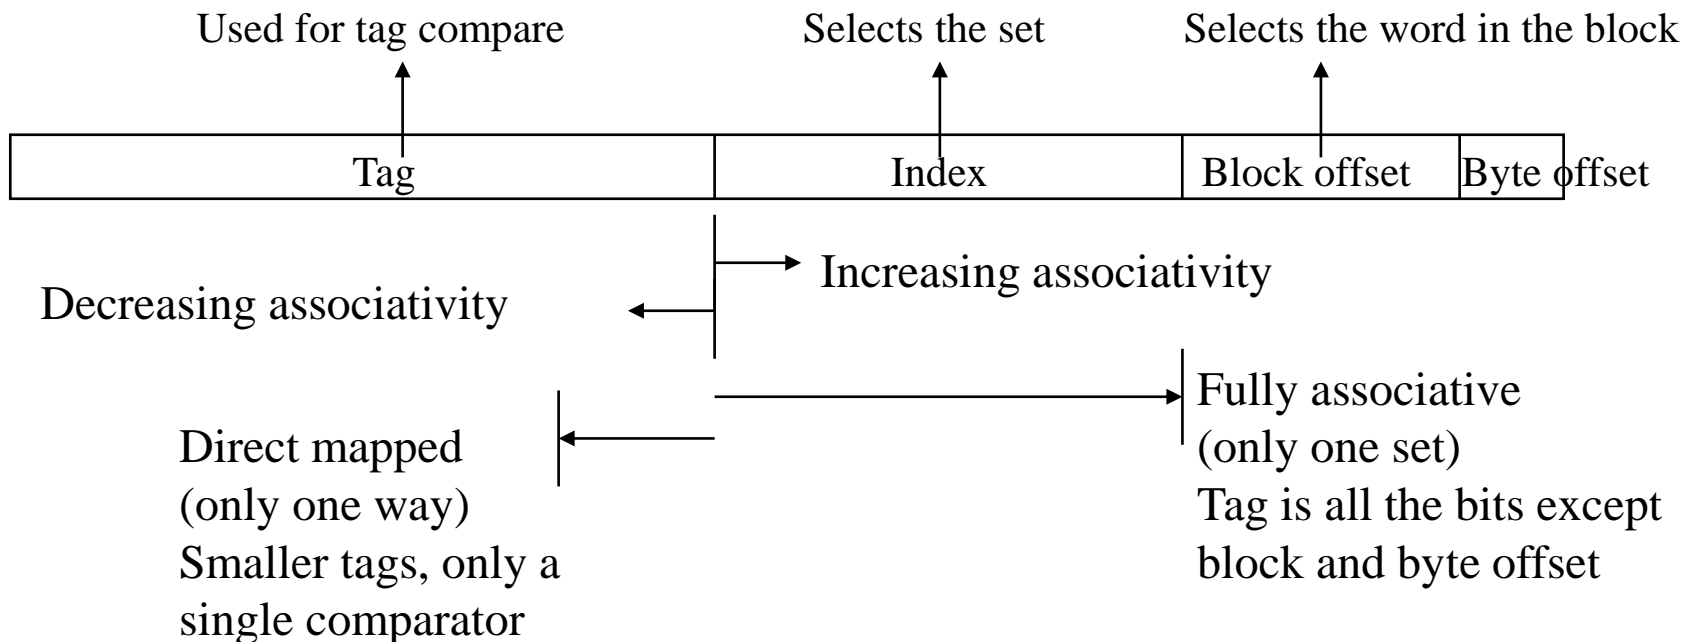 Used for tag compare
Selects the set
Selects the word in the block
Tag
Index
Block offset
Byte offset
Increasing associativity
Decreasing associativity
Fully associative
(only one set)
Tag is all the bits except
block and byte offset
Direct mapped
(only one way)
Smaller tags, only a
single comparator